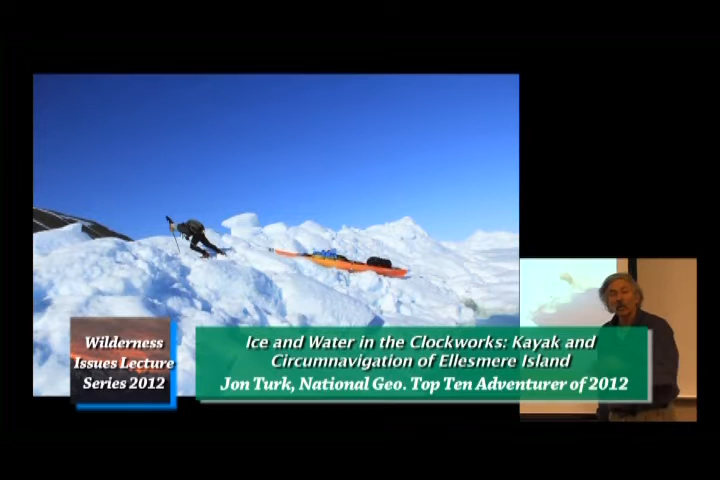 Wilderness
Issues Lecture
Series 2012
Ice and Water in the Clockworks: Kayak and
Circumnavigation of Ellesmere Island
Jon Turk, National Geo. Top Ten Adventurer of 2012